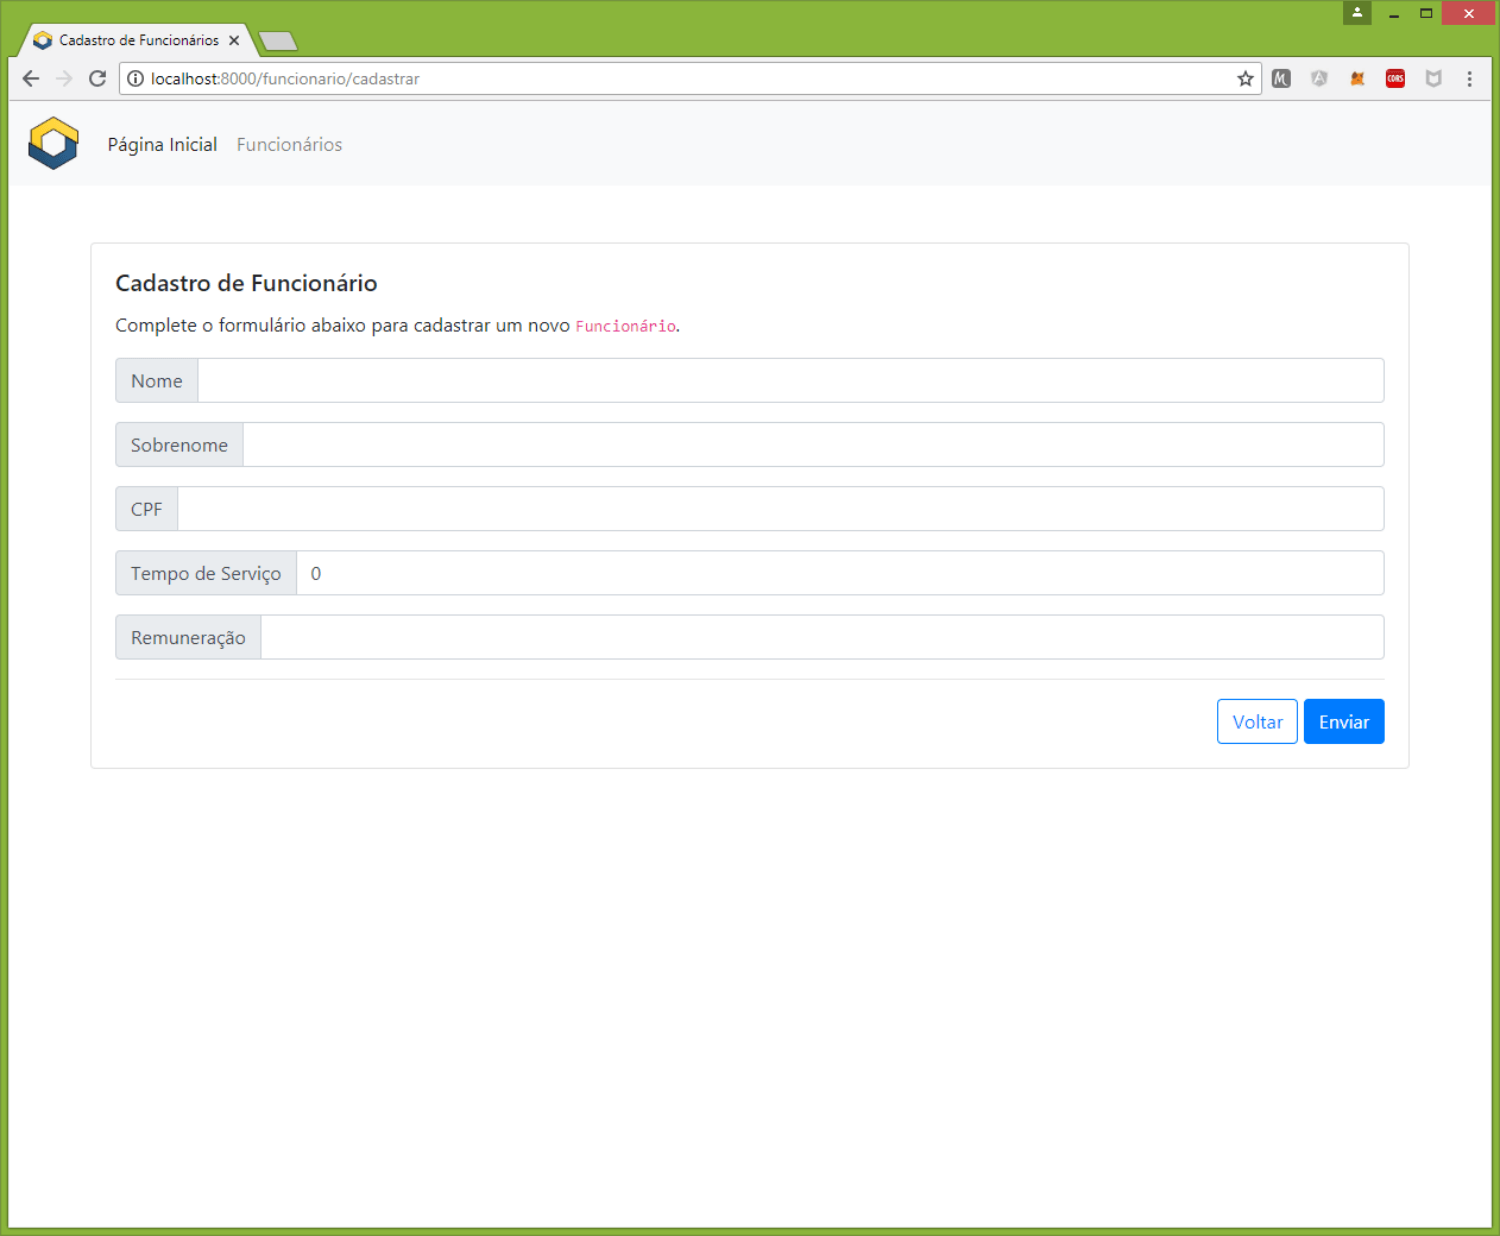 Cadastro de Funcionários
localhost:8000/funcionario/cadastrar
CORS
Página Inicial Funcionários
Cadastro de Funcionário
Complete o formulário abaixo para cadastrar um novo Funcionário.
Nome
Sobrenome
CPF
Tempo de Serviço 0
Remuneração
Voltar Enviar